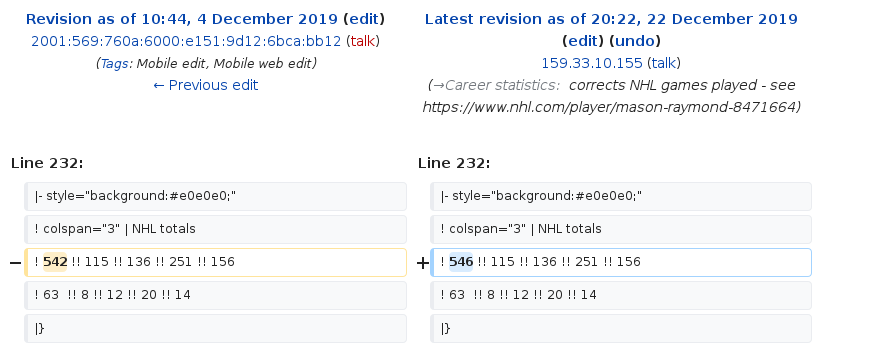 Revision as of 10:44, 4 December 2019 (edit)
2001:569:760a:6000:e151:9d12:6bca:bb12 (talk)
(Tags: Mobile edit, Mobile web edit)
← Previous edit
Latest revision as of 20:22, 22 December 2019
(edit) (undo)
159.33.10.155 (talk)
(→Career statistics: corrects NHL games played - see
https://www.nhl.com/player/mason-raymond-8471664)
Line 232:
Line 232:
|- style="background:#e0e0e0;"
|- style="background:#e0e0e0;"
! colspan="3" | NHL totals
! colspan="3" | NHL totals
− ! 542 !! 115 !! 136 !! 251 !! 156
+ ! 546 !! 115 !! 136 !! 251 !! 156
! 63  !! 8 !! 12 !! 20 !! 14
! 63  !! 8 !! 12 !! 20 !! 14
|}
|}